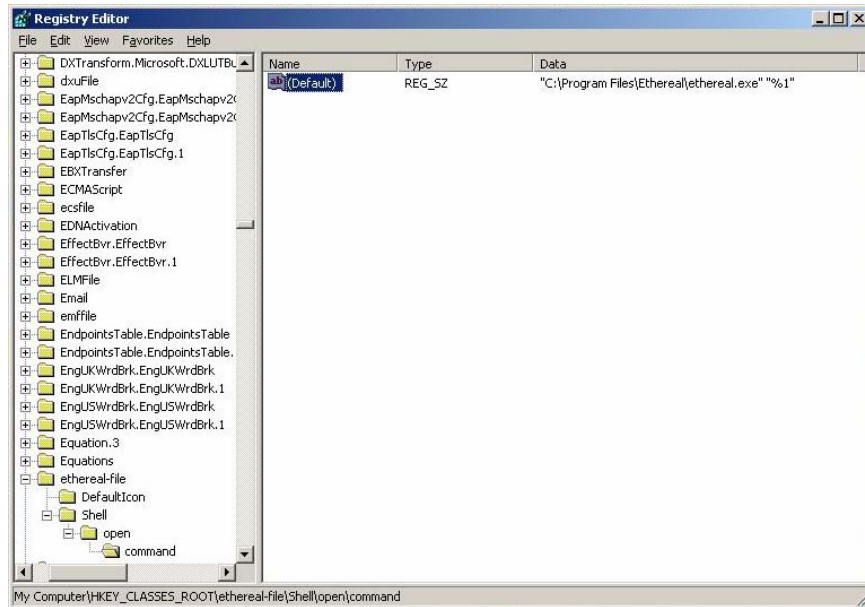 Registry Editor
File Edit View Favorites Help
DXTransform.Microsoft.DXLUTBu
dxuFile
EapMschapv2Cfg.EapMschapv2
EapMschapv2Cfg.EapMschapv2
EapTlsCfg.EapTlsCfg
EapTlsCfg.EapTlsCfg.1
EBXTransfer
ECMAScript
ecsfile
EDNActivation
EffectBvr.EffectBvr
EffectBvr.EffectBvr.1
ELMFile
Email
emffile
EndpointsTable.EndpointsTable
EndpointsTable.EndpointsTable.
EngUKWrdBrk.EngUKWrdBrk
EngUKWrdBrk.EngUKWrdBrk.1
EngUSWrdBrk.EngUSWrdBrk
EngUSWrdBrk.EngUSWrdBrk.1
Equation.3
Equations
ethereal-file
DefaultIcon
Shell
open
command
Name Type Data
ab (Default) REG_SZ "C:\Program Files\Ethereal\ethereal.exe" "%1"
My Computer\HKEY_CLASSES_ROOT\ethereal-file\Shell\open\command